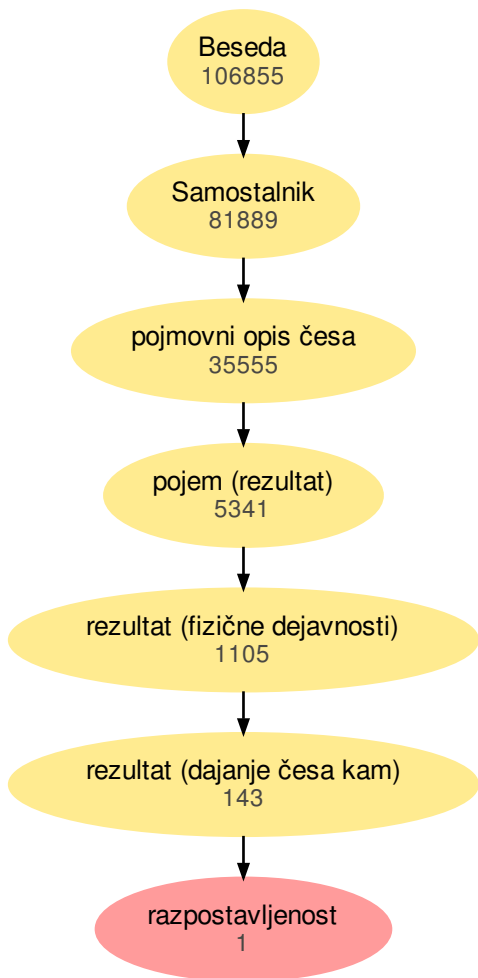 Beseda
106855
Samostalnik
81889
pojmovni opis česa
35555
pojem (rezultat)
5341
rezultat (fizične dejavnosti)
1105
rezultat (dajanje česa kam)
143
razpostavljenost
1